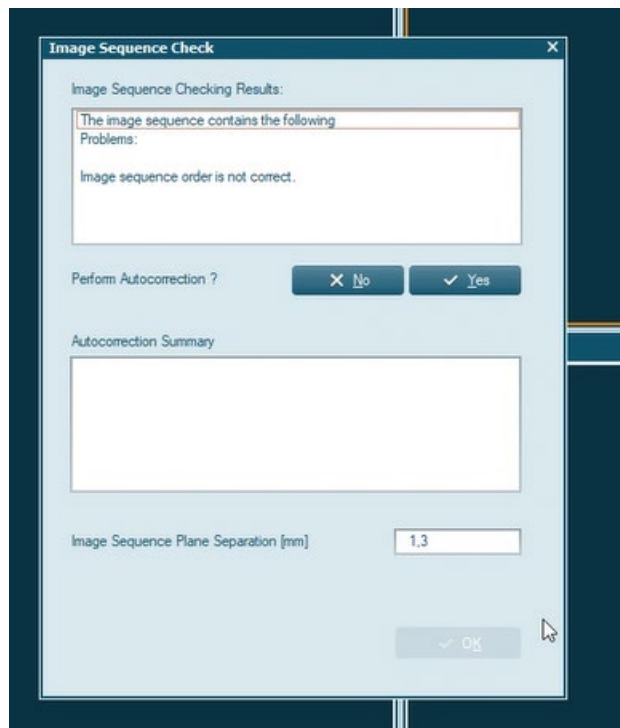 Image Sequence Check
Image Sequence Checking Results:
The image sequence contains the following
Problems:
Image sequence order is not correct.
Perform Autocorrection ?
No
Yes
Autocorrection Summary
Image Sequence Plane Separation [mm]
1,3
OK